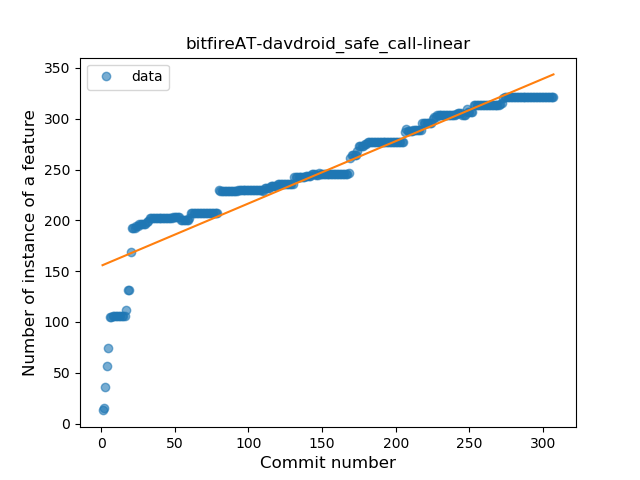 bitfireAT-davdroid_safe_call-linear
data
Number of instance of a feature
350
300
250
200
150
100
50
0
0 50 100 150 200 250 300
Commit number